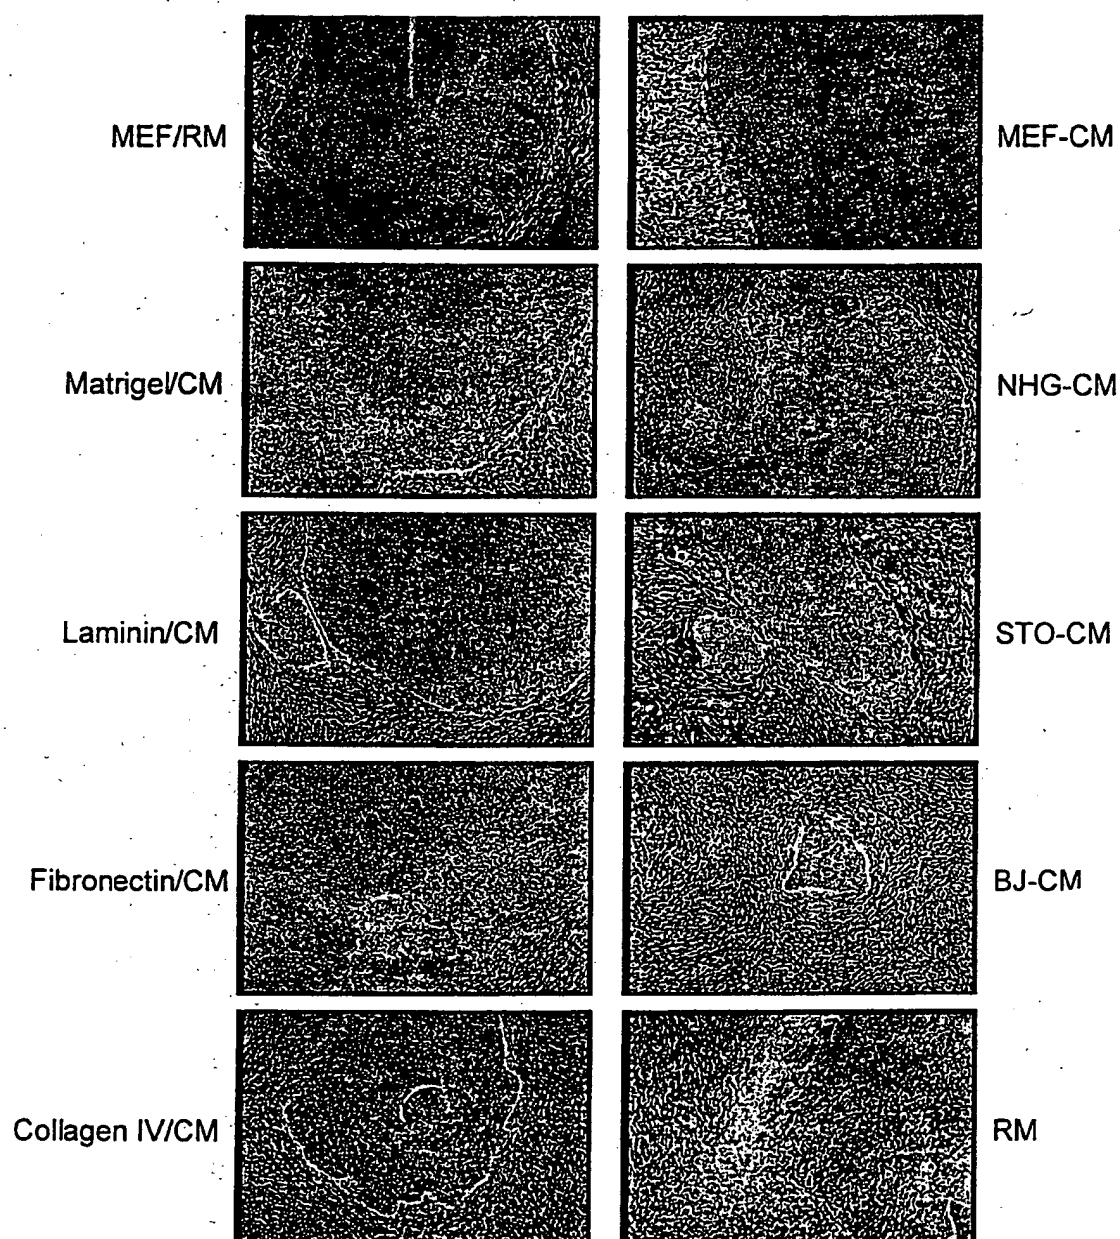 MEF/RM
MEF-CM
Matrigel/CM
NHG-CM
Laminin/CM
STO-CM
Fibronectin/CM
BJ-CM
Collagen IV/CM
RM